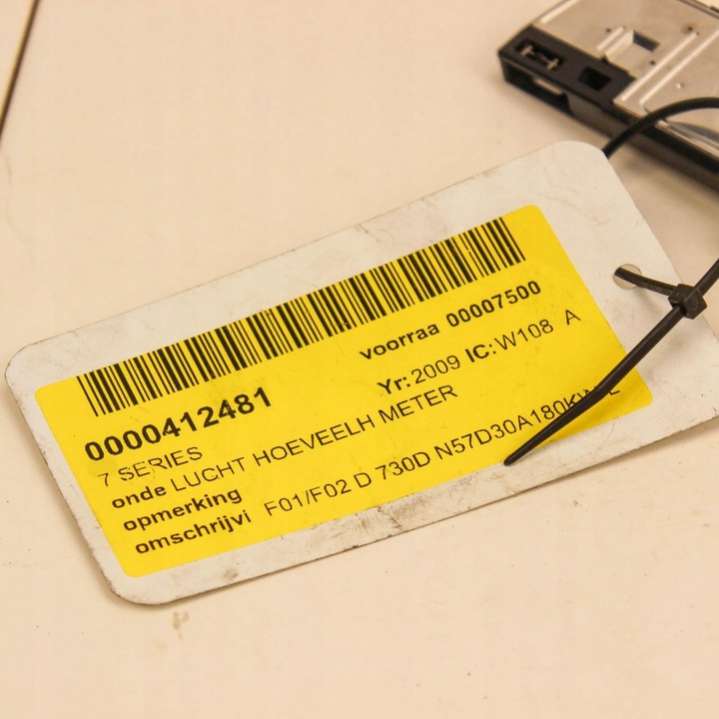 0000412481 voorraa 00007500
7 SERIES Yr: 2009 IC: W108 A
onde LUCHT HOEVEELH METER
opmerking
omschrijvi F01/F02 D 730D N57D30A180KW